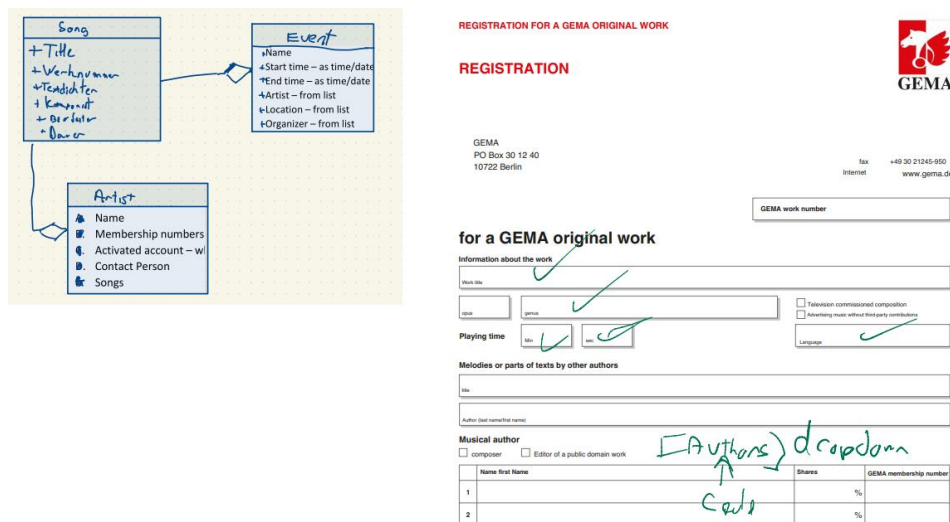 Song
+ Title
+ Werknummer
+ Textdichter
+ Komponist
+ Dauer
Event
Name
+Start time – as time/date
+End time – as time/date
+Artist – from list
+Location – from list
+Organizer – from list
Artist
A. Name
B. Membership numbers
C. Activated account –
D. Contact Person
E. Songs
REGISTRATION FOR A GEMA ORIGINAL WORK
REGISTRATION
GEMA
GEMA
PO Box 30 12 40
10722 Berlin
fax +49 30 21245-950
Internet www.gema.de
GEMA work number
for a GEMA original work
Information about the work
Work title
opus
genus
Television commissioned composition
Advertising music without third-party contributions
Playing time
Min
sec
Language
Melodies or parts of texts by other authors
title
Author (last name/first name)
Musical author
composer
Editor of a public domain work
[Authors] dropdown
Name first Name
Shares
GEMA membership number
1
%
2
%